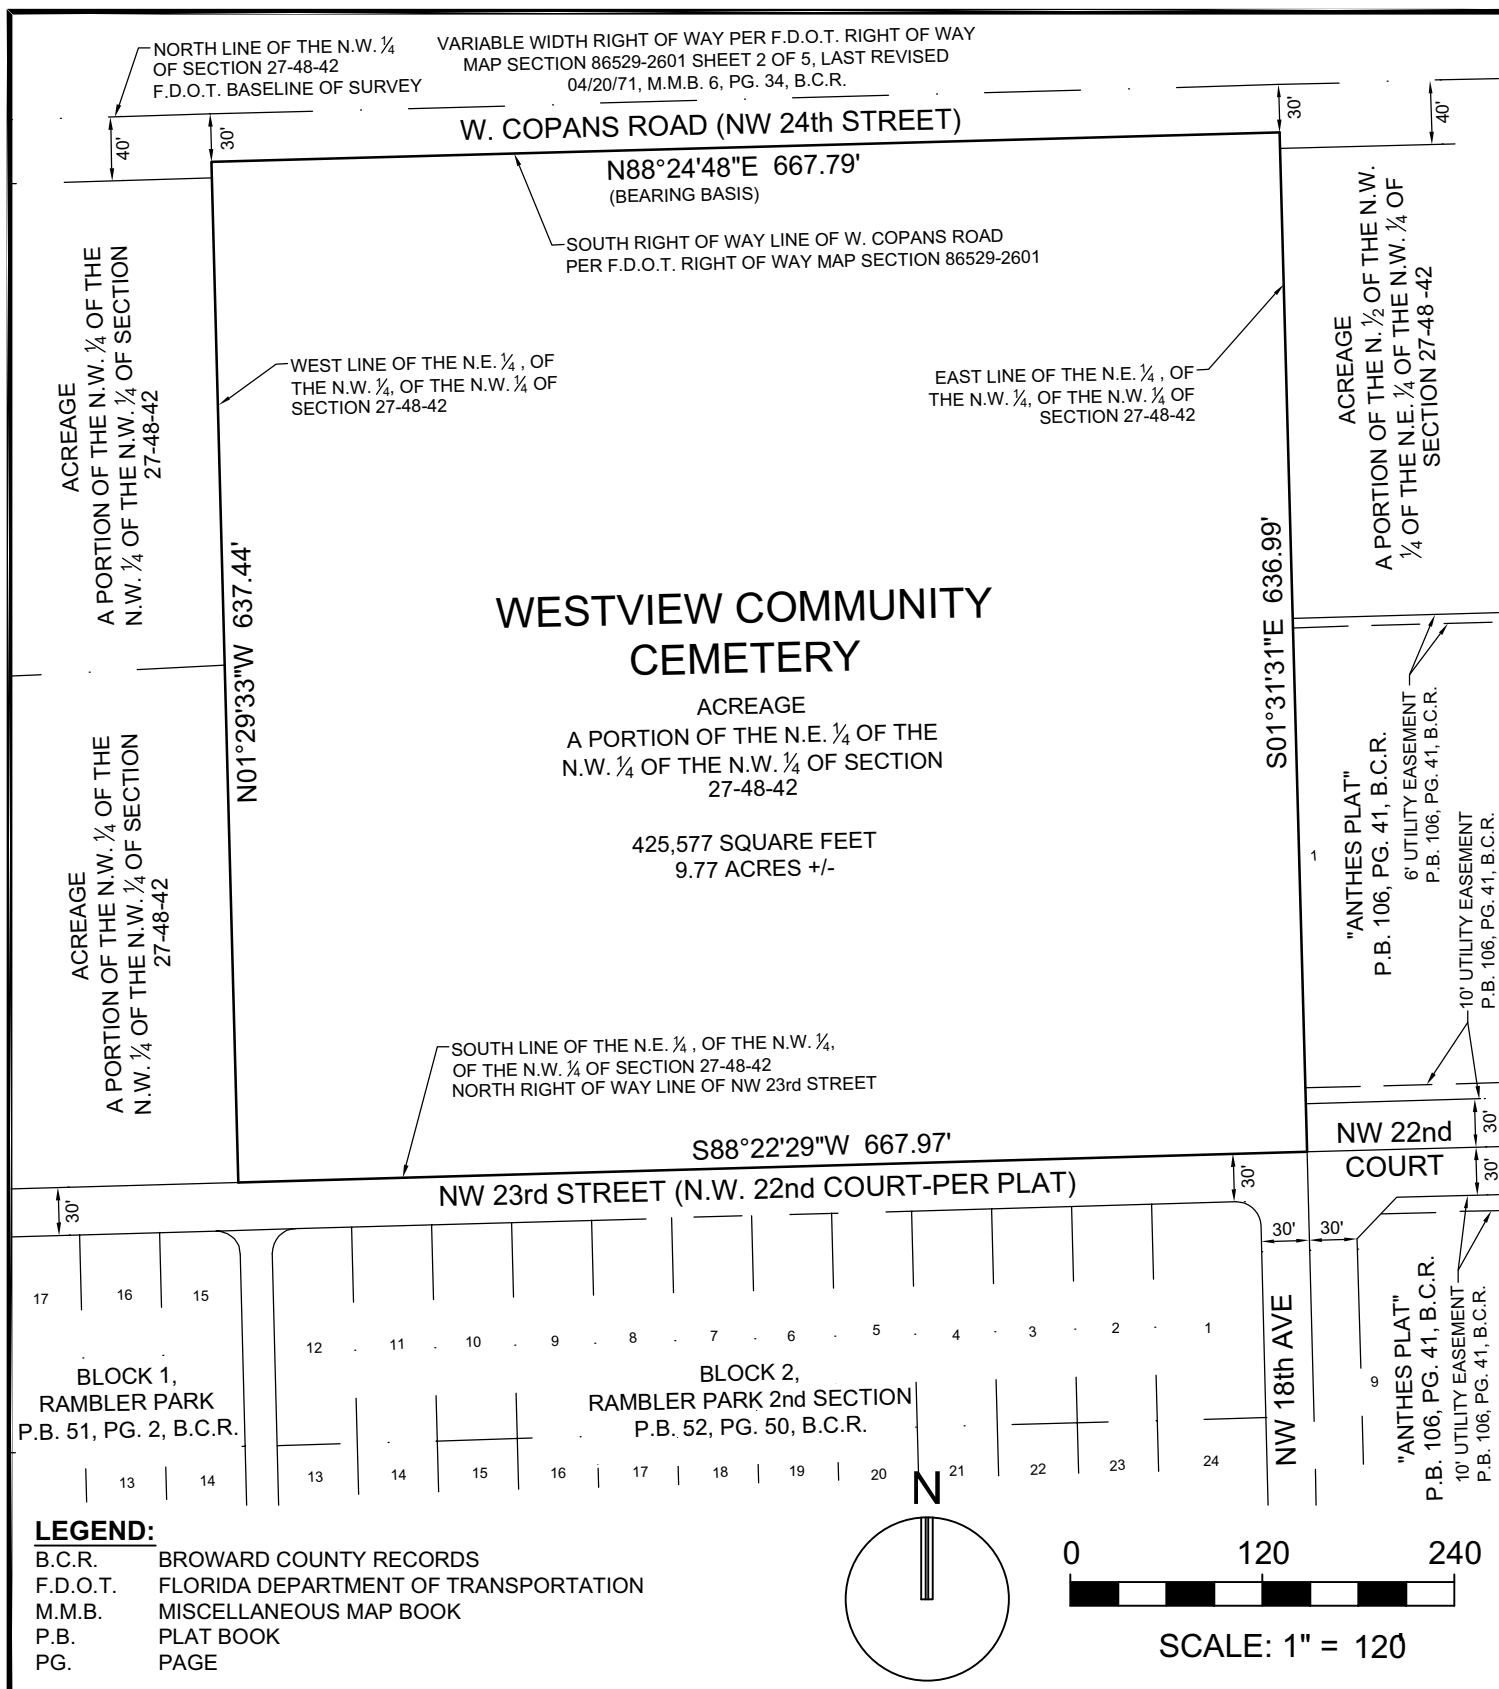 NORTH LINE OF THE N.W. ¼
OF SECTION 27-48-42
F.D.O.T. BASELINE OF SURVEY
VARIABLE WIDTH RIGHT OF WAY PER F.D.O.T. RIGHT OF WAY
MAP SECTION 86529-2601 SHEET 2 OF 5, LAST REVISED
04/20/71, M.M.B. 6, PG. 34, B.C.R.
40'
30'
W. COPANS ROAD (NW 24th STREET)
30'
40'
N88°24'48"E 667.79'
(BEARING BASIS)
SOUTH RIGHT OF WAY LINE OF W. COPANS ROAD
PER F.D.O.T. RIGHT OF WAY MAP SECTION 86529-2601
ACREAGE
A PORTION OF THE N.W. ¼ OF THE
N.W. ¼ OF THE N.W. ¼ OF SECTION
27-48-42
WEST LINE OF THE N.E. ¼ , OF
THE N.W. ¼, OF THE N.W. ¼ OF
SECTION 27-48-42
EAST LINE OF THE N.E. ¼ , OF
THE N.W. ¼, OF THE N.W. ¼ OF
SECTION 27-48-42
ACREAGE
A PORTION OF THE N. ½ OF THE N.W.
¼ OF THE N.E. ¼ OF THE N.W. ¼ OF
SECTION 27-48 -42
N01°29'33"W 637.44'
S01°31'31"E 636.99'
WESTVIEW COMMUNITY
CEMETERY
ACREAGE
A PORTION OF THE N.E. ¼ OF THE
N.W. ¼ OF THE N.W. ¼ OF SECTION
27-48-42
425,577 SQUARE FEET
9.77 ACRES +/-
ACREAGE
A PORTION OF THE N.W. ¼ OF THE
N.W. ¼ OF THE N.W. ¼ OF SECTION
27-48-42
1
"ANTHES PLAT"
P.B. 106, PG. 41, B.C.R.
6' UTILITY EASEMENT
P.B. 106, PG. 41, B.C.R.
10' UTILITY EASEMENT
P.B. 106, PG. 41, B.C.R.
SOUTH LINE OF THE N.E. ¼ , OF THE N.W. ¼,
OF THE N.W. ¼ OF SECTION 27-48-42
NORTH RIGHT OF WAY LINE OF NW 23rd STREET
S88°22'29"W 667.97'
NW 22nd
COURT
30'
30'
30'
NW 23rd STREET (N.W. 22nd COURT-PER PLAT)
30'
30'
30'
17
16
15
12
11
10
9
8
7
6
5
4
3
2
1
BLOCK 1,
RAMBLER PARK
P.B. 51, PG. 2, B.C.R.
BLOCK 2,
RAMBLER PARK 2nd SECTION
P.B. 52, PG. 50, B.C.R.
NW 18th AVE
9
"ANTHES PLAT"
P.B. 106, PG. 41, B.C.R.
10' UTILITY EASEMENT
P.B. 106, PG. 41, B.C.R.
13
14
13
14
15
16
17
18
19
20
21
22
23
24
LEGEND:
B.C.R. BROWARD COUNTY RECORDS
F.D.O.T. FLORIDA DEPARTMENT OF TRANSPORTATION
M.M.B. MISCELLANEOUS MAP BOOK
P.B. PLAT BOOK
PG. PAGE
N
0 120 240
SCALE: 1" = 120'